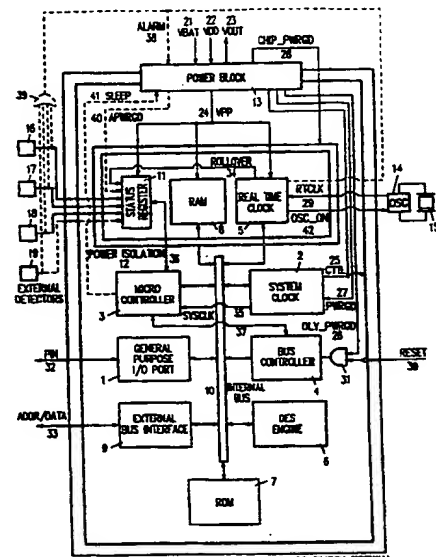 21 22 23
VBAT VDD VOUT
ALARM
38
CHIP_PWRGD
26
41 SLEEP
POWER BLOCK
13
39
40
APWRGD
24 VPP
16
17
18
19
EXTERNAL
DETECTORS
ROLLOVER
34
11
STATUS
REGISTER
RAM
REAL TIME
CLOCK
5
RTCLK
29
OSC_ON
42
14
OSC
15
POWER ISOLATION
12
36
MICRO
CONTROLLER
3
SYSCLK
35
2
SYSTEM
CLOCK
25
CTB
27
PWRGD
37
DLY_PWRGD
28
PIN
32
GENERAL
PURPOSE
I/O PORT
1
BUS
CONTROLLER
4
31
RESET
30
10
INTERNAL
BUS
ADDR/DATA
33
EXTERNAL
BUS INTERFACE
9
DES
ENGINE
6
7
ROM